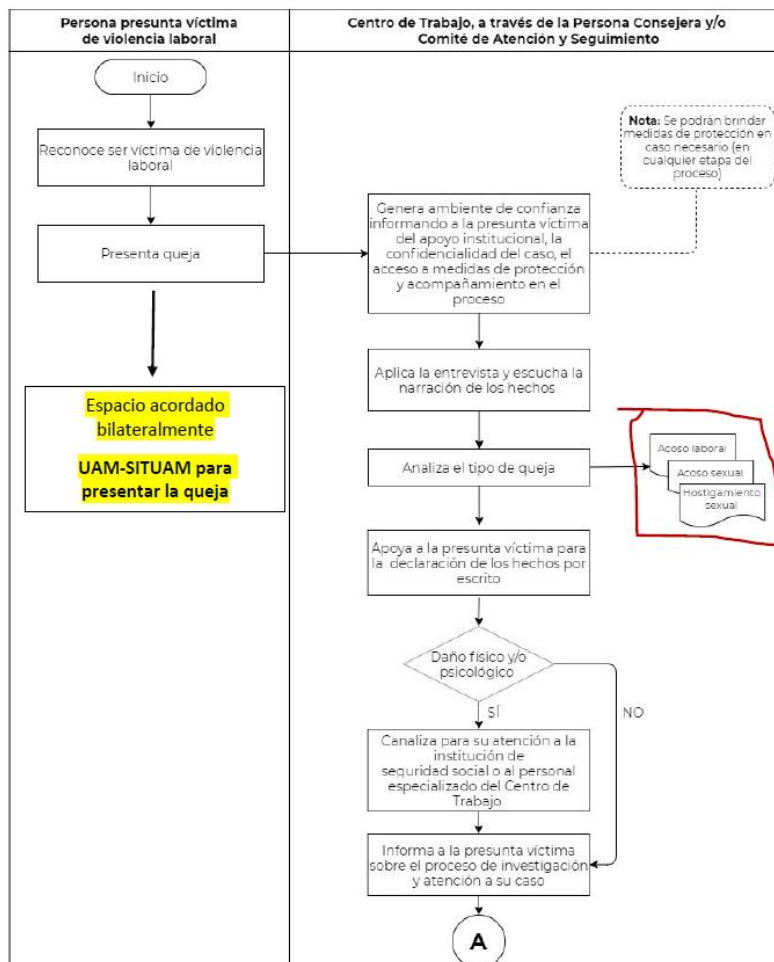 Persona presunta víctima
de violencia laboral
Centro de Trabajo, a través de la Persona Consejera y/o
Comité de Atención y Seguimiento
Inicio
Reconoce ser víctima de violencia
laboral
Presenta queja
Espacio acordado
bilateralmente
UAM-SITUAM para
presentar la queja
Nota: Se podrán brindar
medidas de protección en
caso necesario (en
cualquier etapa del
proceso)
Genera ambiente de confianza
informando a la presunta víctima
del apoyo institucional, la
confidencialidad del caso, el
acceso a medidas de protección
y acompañamiento en el
proceso
Aplica la entrevista y escucha la
narración de los hechos
Analiza el tipo de queja
Acoso laboral
Acoso sexual
Hostigamiento
sexual
Apoya a la presunta víctima para
la declaración de los hechos por
escrito
Daño físico y/o
psicológico
SÍ
NO
Canaliza para su atención a la
institución de
seguridad social o al personal
especializado del Centro de
Trabajo
Informa a la presunta víctima
sobre el proceso de investigación
y atención a su caso
A